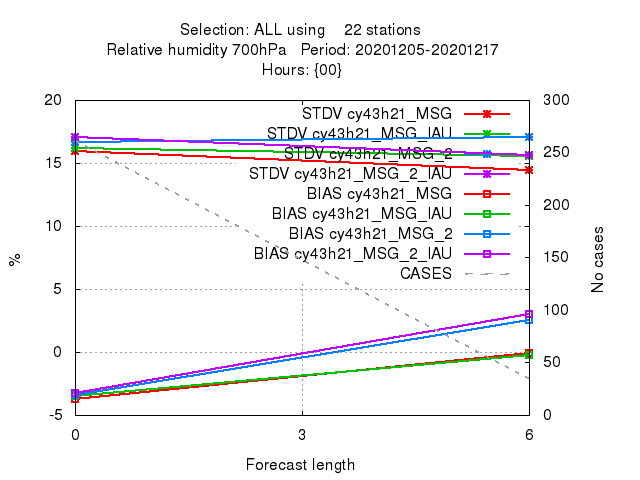 Selection: ALL using    22 stations
Relative humidity 700hPa   Period: 20201205-20201217
Hours: {00}
20
15
10
5
0
-5
%
STDV cy43h21_MSG
STDV cy43h21_MSG_IAU
STDV cy43h21_MSG_2
STDV cy43h21_MSG_2_IAU
BIAS cy43h21_MSG
BIAS cy43h21_MSG_IAU
BIAS cy43h21_MSG_2
BIAS cy43h21_MSG_2_IAU
CASES
300
250
200
150
100
50
0
No cases
0
3
6
Forecast length